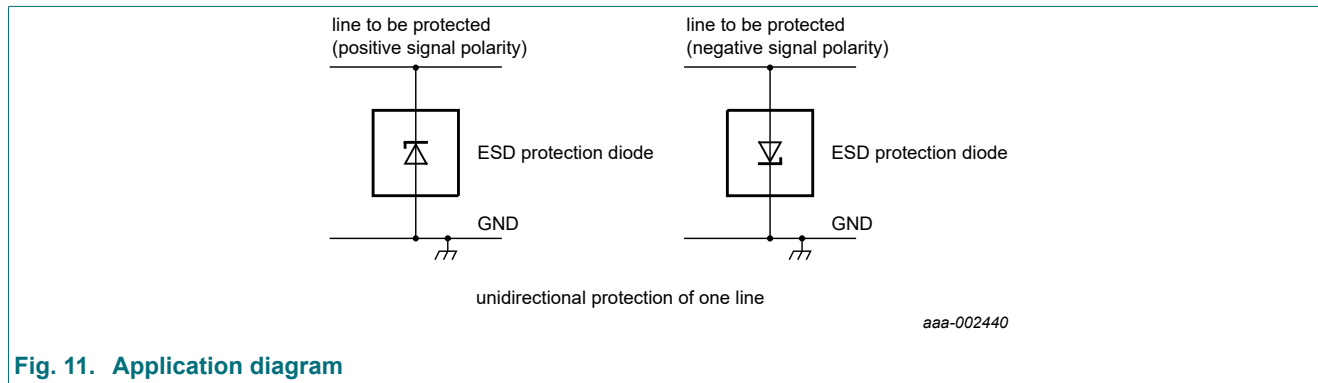 line to be protected
(positive signal polarity)
line to be protected
(negative signal polarity)
ESD protection diode
ESD protection diode
GND
GND
unidirectional protection of one line
aaa-002440
Fig. 11. Application diagram